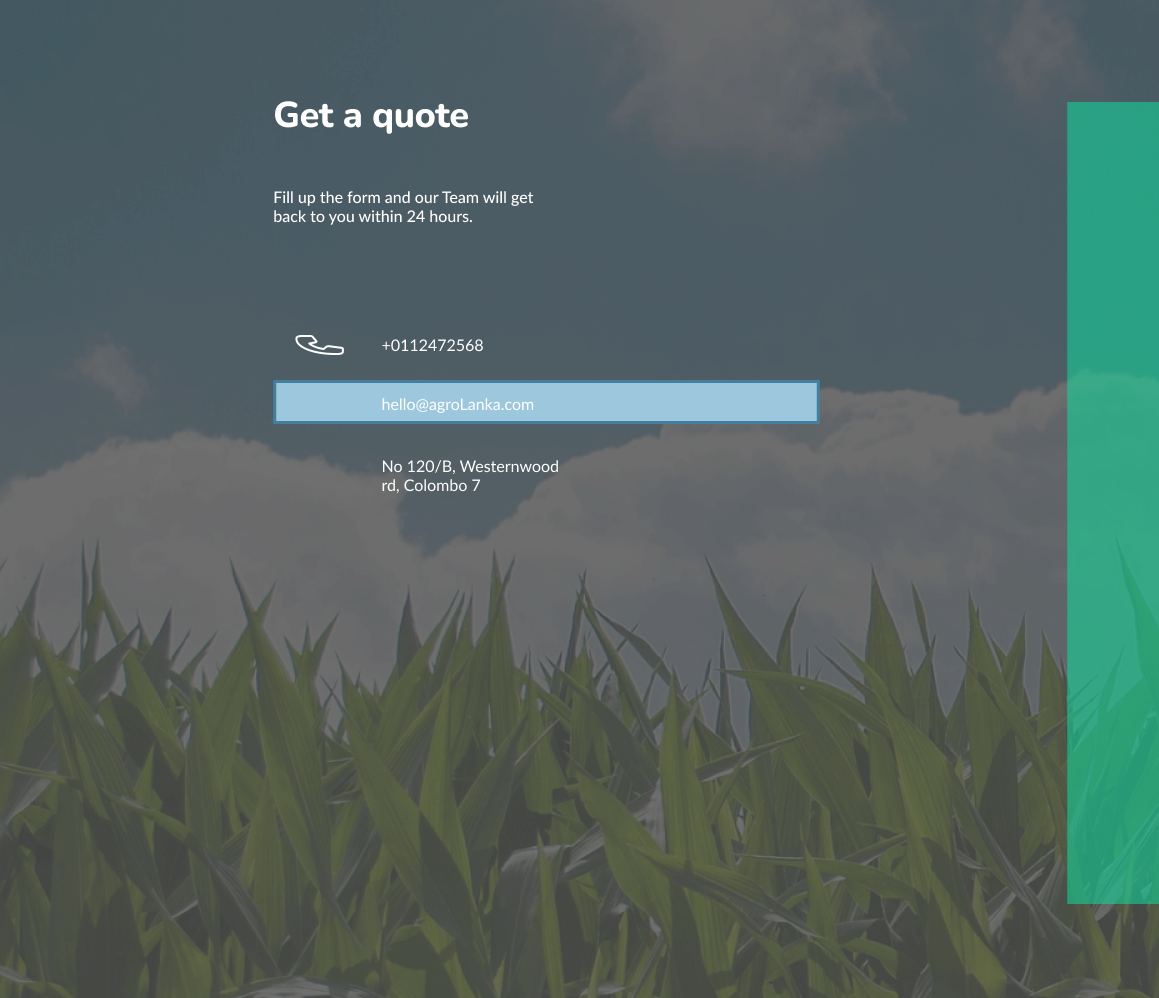 Get a quote
Fill up the form and our Team will get
back to you within 24 hours.
+0112472568
hello@agroLanka.com
No 120/B, Westernwood
rd, Colombo 7